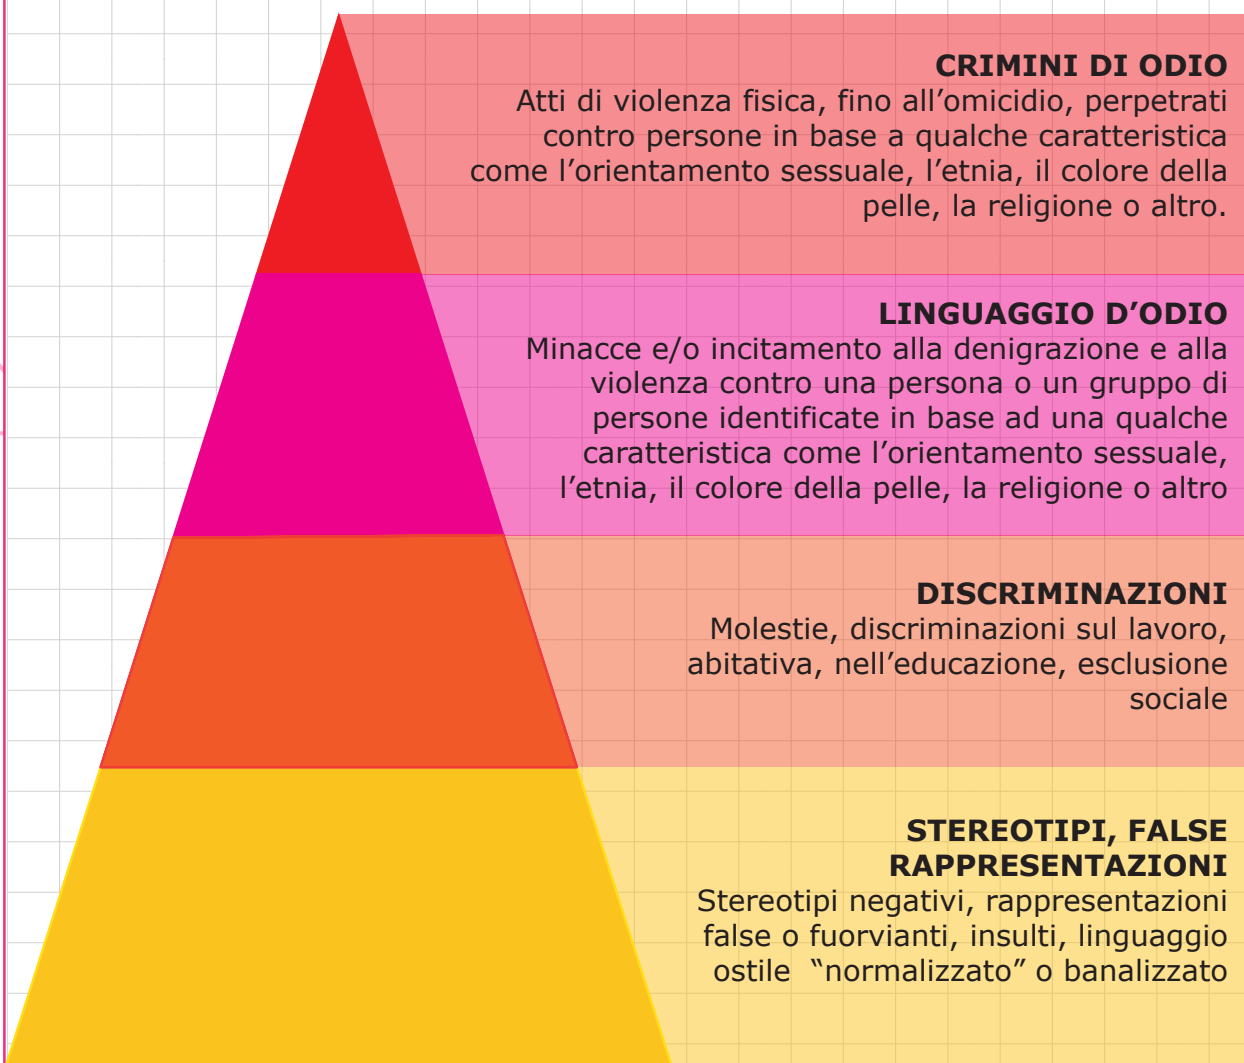 CRIMINI DI ODIO
Atti di violenza fisica, fino all’omicidio, perpetrati
contro persone in base a qualche caratteristica
come l’orientamento sessuale, l’etnia, il colore della
pelle, la religione o altro.
LINGUAGGIO D’ODIO
Minacce e/o incitamento alla denigrazione e alla
violenza contro una persona o un gruppo di
persone identificate in base ad una qualche
caratteristica come l’orientamento sessuale,
l’etnia, il colore della pelle, la religione o altro
DISCRIMINAZIONI
Molestie, discriminazioni sul lavoro,
abitativa, nell’educazione, esclusione
sociale
STEREOTIPI, FALSE
RAPPRESENTAZIONI
Stereotipi negativi, rappresentazioni
false o fuorvianti, insulti, linguaggio
ostile  “normalizzato” o banalizzato